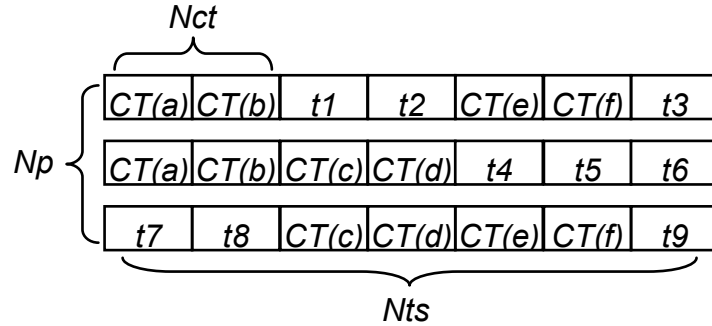 Nct
CT(a) CT(b) t1 t2 CT(e) CT(f) t3
Np
CT(a) CT(b) CT(c) CT(d) t4 t5 t6
t7 t8 CT(c) CT(d) CT(e) CT(f) t9
Nts